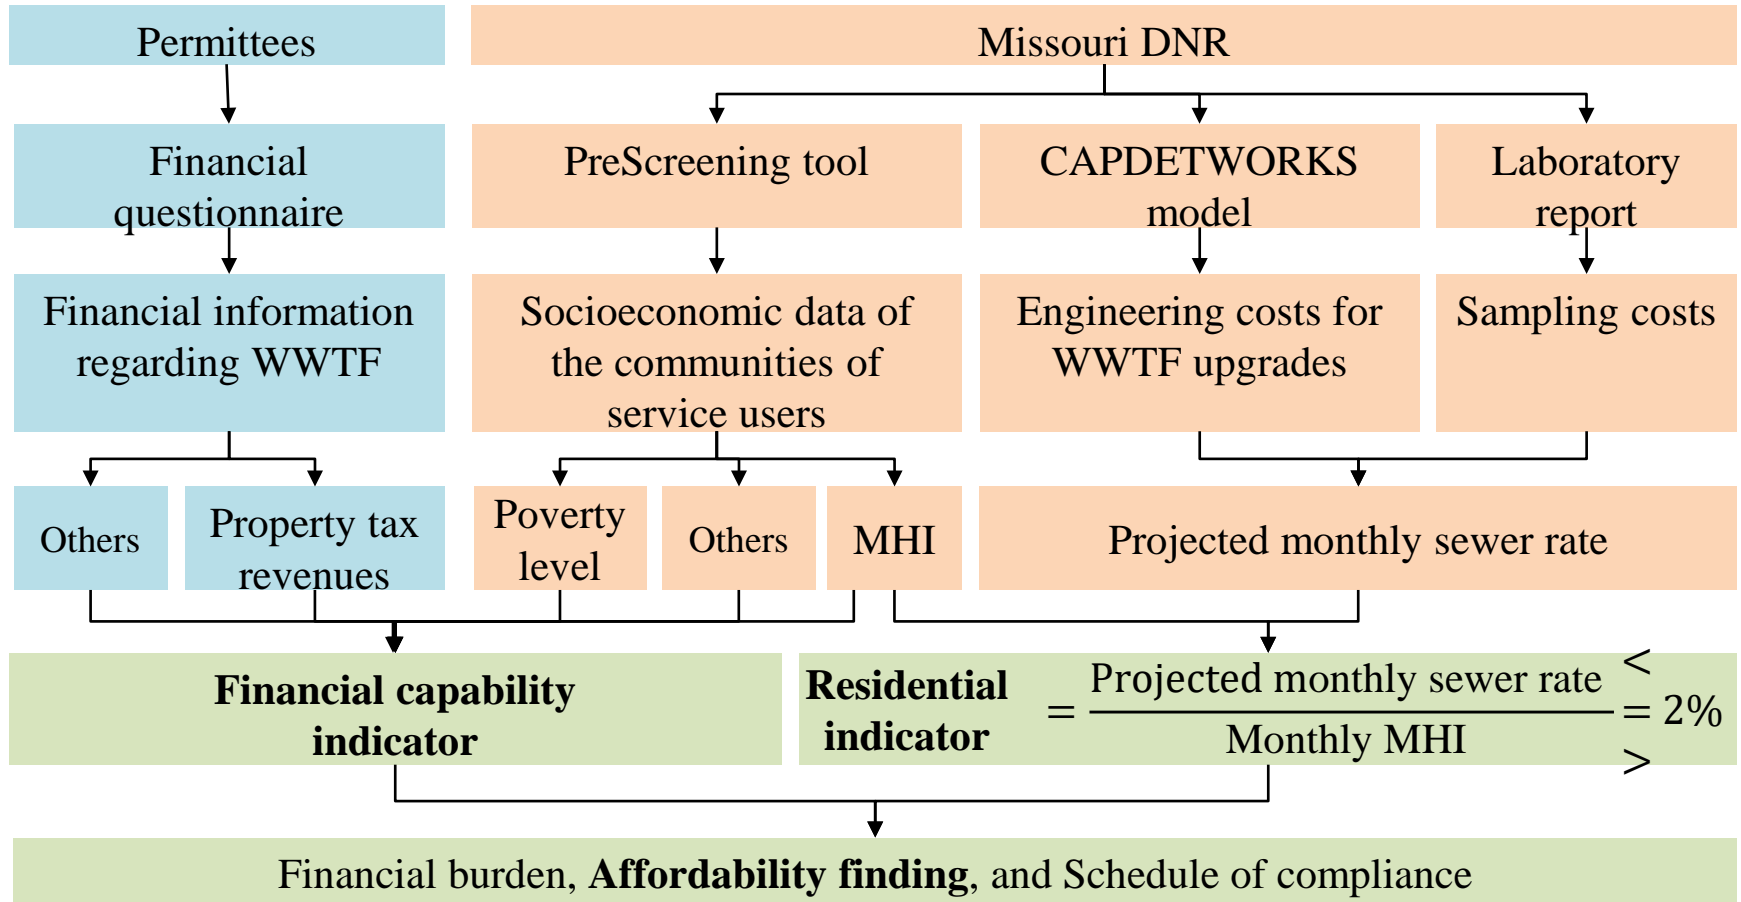 Permittees
Missouri DNR
Financial
questionnaire
PreScreening tool
CAPDETWORKS
model
Laboratory
report
Financial information
regarding WWTF
Socioeconomic data of
the communities of
service users
Engineering costs for
WWTF upgrades
Sampling costs
Others
Property tax
revenues
Poverty
level
Others
MHI
Projected monthly sewer rate
Financial capability
indicator
Residential
indicator
=
Projected monthly sewer rate
Monthly MHI
<
= 2%
>
Financial burden, Affordability finding, and Schedule of compliance